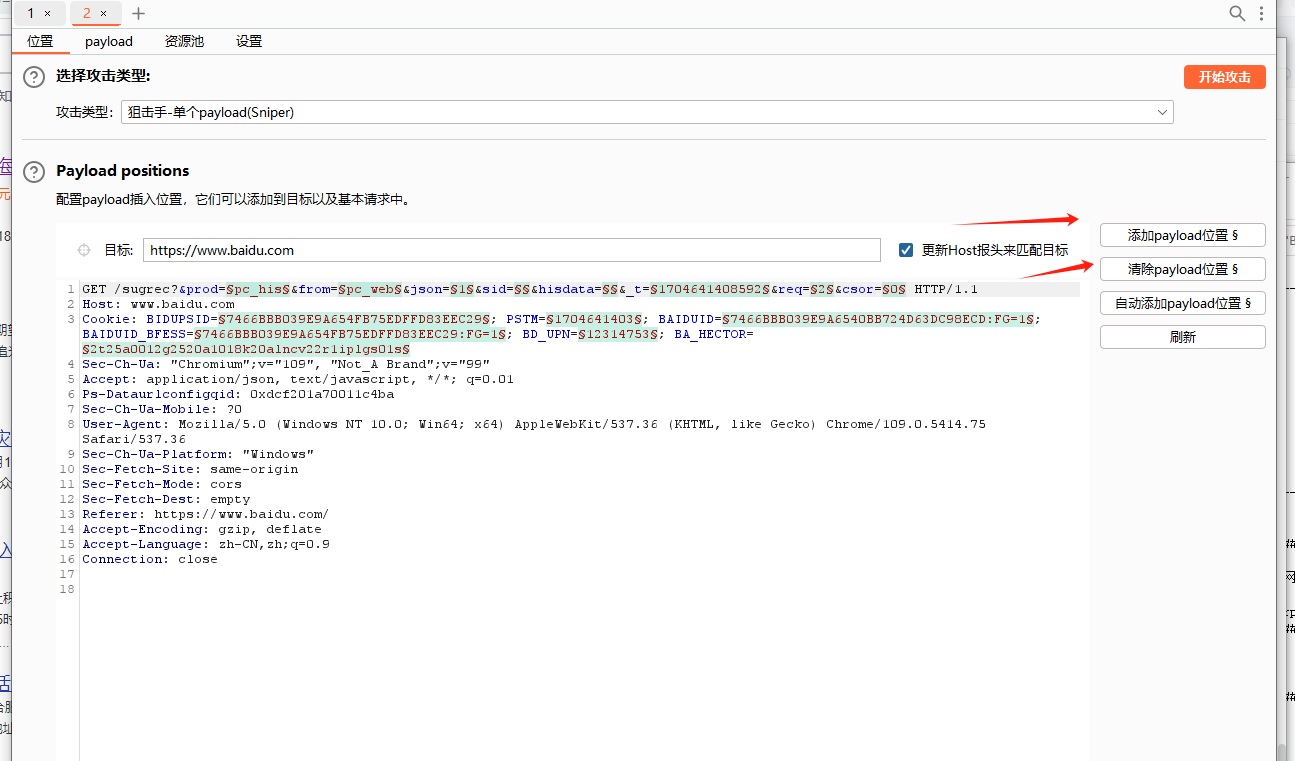 1 × 2 × +
位置 payload 资源池 设置
选择攻击类型:
开始攻击
攻击类型: 狙击手-单个payload(Sniper)
Payload positions
配置payload插入位置，它们可以添加到目标以及基本请求中。
目标: https://www.baidu.com
更新Host报头来匹配目标
添加payload位置 §
清除payload位置 §
自动添加payload位置 §
刷新
1 GET /sugrec?&prod=§pc_his§&from=§pc_web§&json=§1§&sid=§§&hisdata=§§&_t=§1704641408592§&req=§2§&csor=§0§ HTTP/1.1
2 Host: www.baidu.com
3 Cookie: BIDUPSID=§7466BBB039E9A654FB75EDFFD83EEC29§; PSTM=§1704641403§; BAIDUID=§7466BBB039E9A6540BB724D63DC98ECD:FG=1§;
BAIDUID_BFESS=§7466BBB039E9A654FB75EDFFD83EEC29:FG=1§; BD_UPN=§12314753§; BA_HECTOR=
§2t25a0012g2520a1018k20a1ncv22r1ip1gs01s§
4 Sec-Ch-Ua: "Chromium";v="109", "Not_A Brand";v="99"
5 Accept: application/json, text/javascript, */*; q=0.01
6 Ps-Dataurlconfigqid: 0xdcf201a70011c4ba
7 Sec-Ch-Ua-Mobile: ?0
8 User-Agent: Mozilla/5.0 (Windows NT 10.0; Win64; x64) AppleWebKit/537.36 (KHTML, like Gecko) Chrome/109.0.5414.75
Safari/537.36
9 Sec-Ch-Ua-Platform: "Windows"
10 Sec-Fetch-Site: same-origin
11 Sec-Fetch-Mode: cors
12 Sec-Fetch-Dest: empty
13 Referer: https://www.baidu.com/
14 Accept-Encoding: gzip, deflate
15 Accept-Language: zh-CN,zh;q=0.9
16 Connection: close
17
18